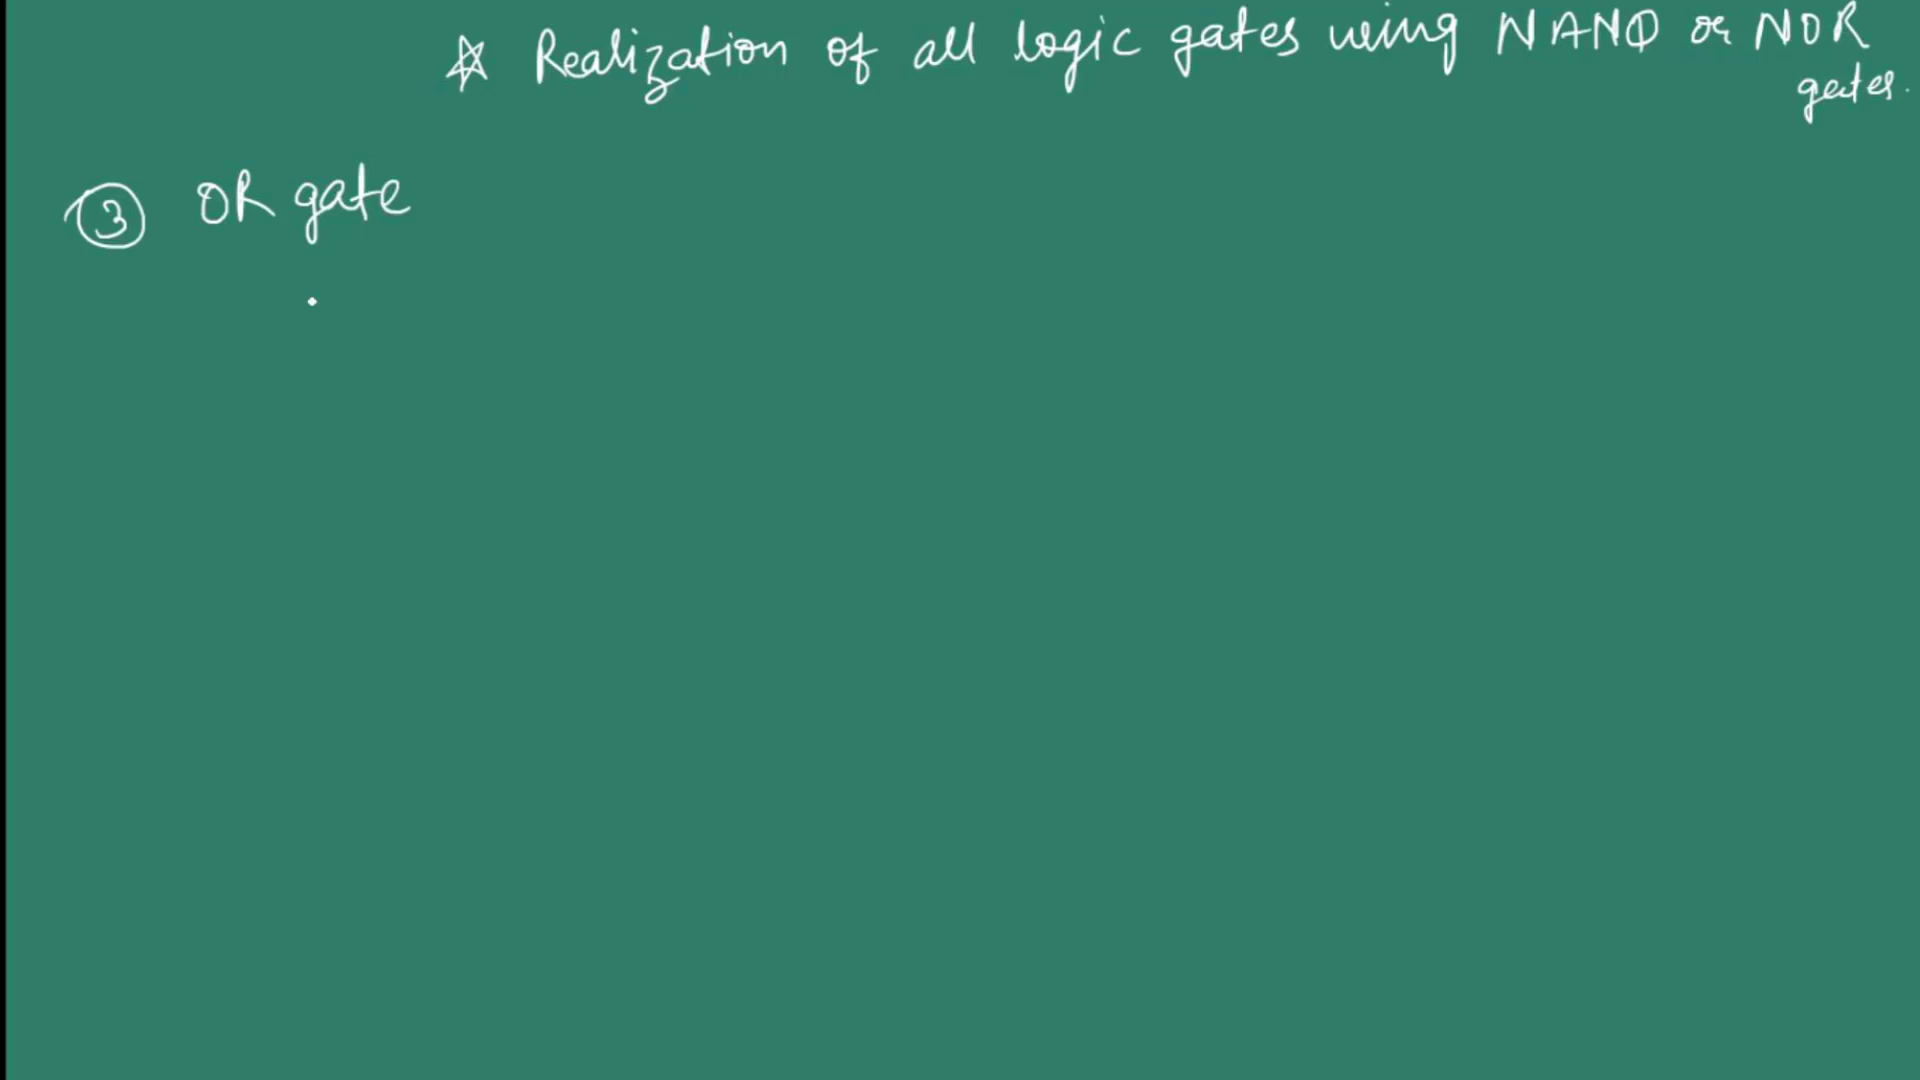 ☆ Realization of all logic gates using NAND or NOR
gates.
③ OR gate